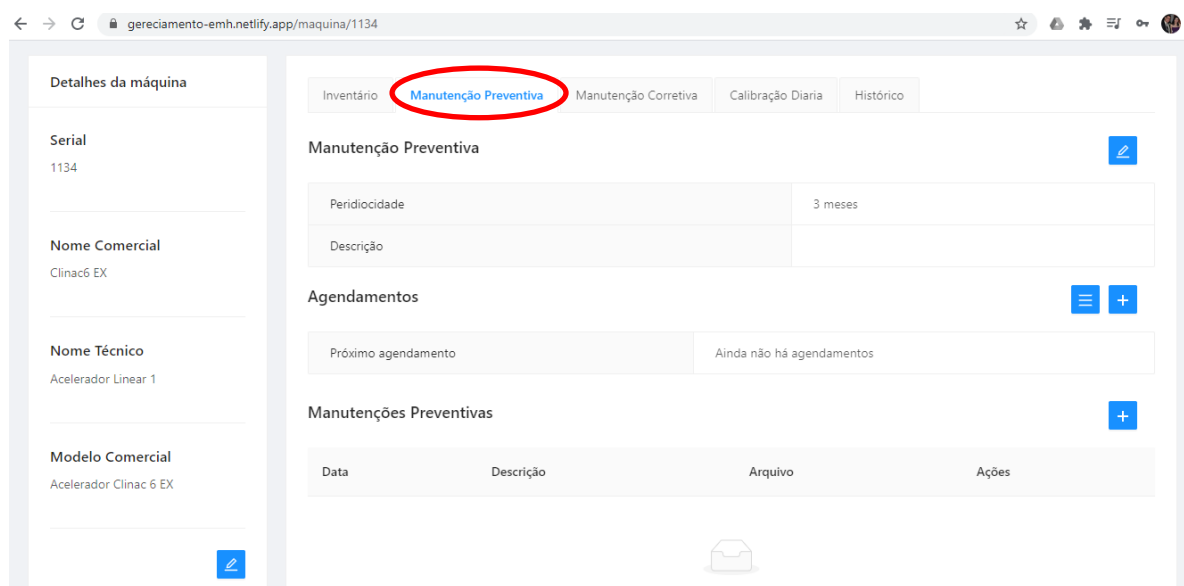 gereciamento-emh.netlify.app/maquina/1134
Detalhes da máquina
Serial
1134
Nome Comercial
Clinac6 EX
Nome Técnico
Acelerador Linear 1
Modelo Comercial
Acelerador Clinac 6 EX
Inventário Manutenção Preventiva Manutenção Corretiva Calibração Diaria Histórico
Manutenção Preventiva
Peridiocidade 3 meses
Descrição
Agendamentos
Próximo agendamento Ainda não há agendamentos
Manutenções Preventivas
Data Descrição Arquivo Ações